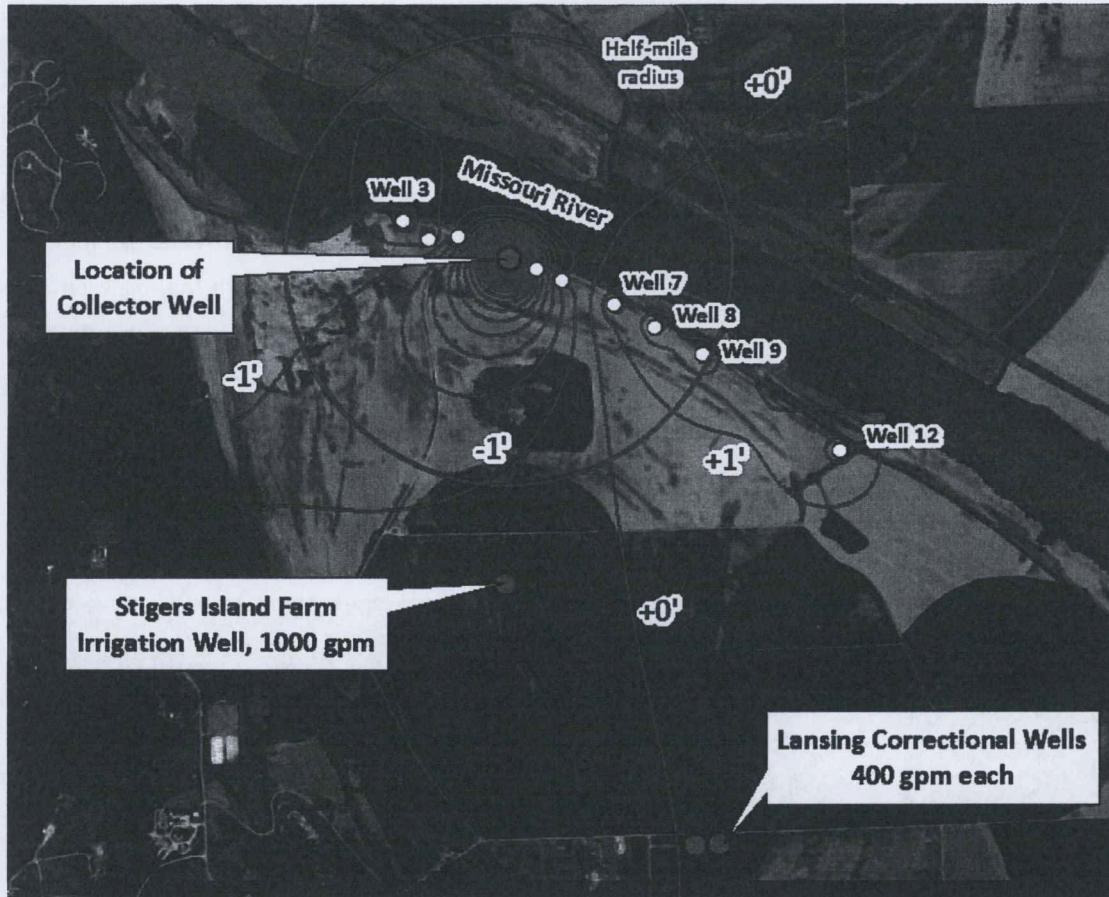 Half-mile
radius
+0'
Well 3
Missouri River
Location of
Collector Well
Well 7
Well 8
Well 9
-1'
-1'
+1'
Well 12
Stigers Island Farm
Irrigation Well, 1000 gpm
+0'
Lansing Correctional Wells
400 gpm each